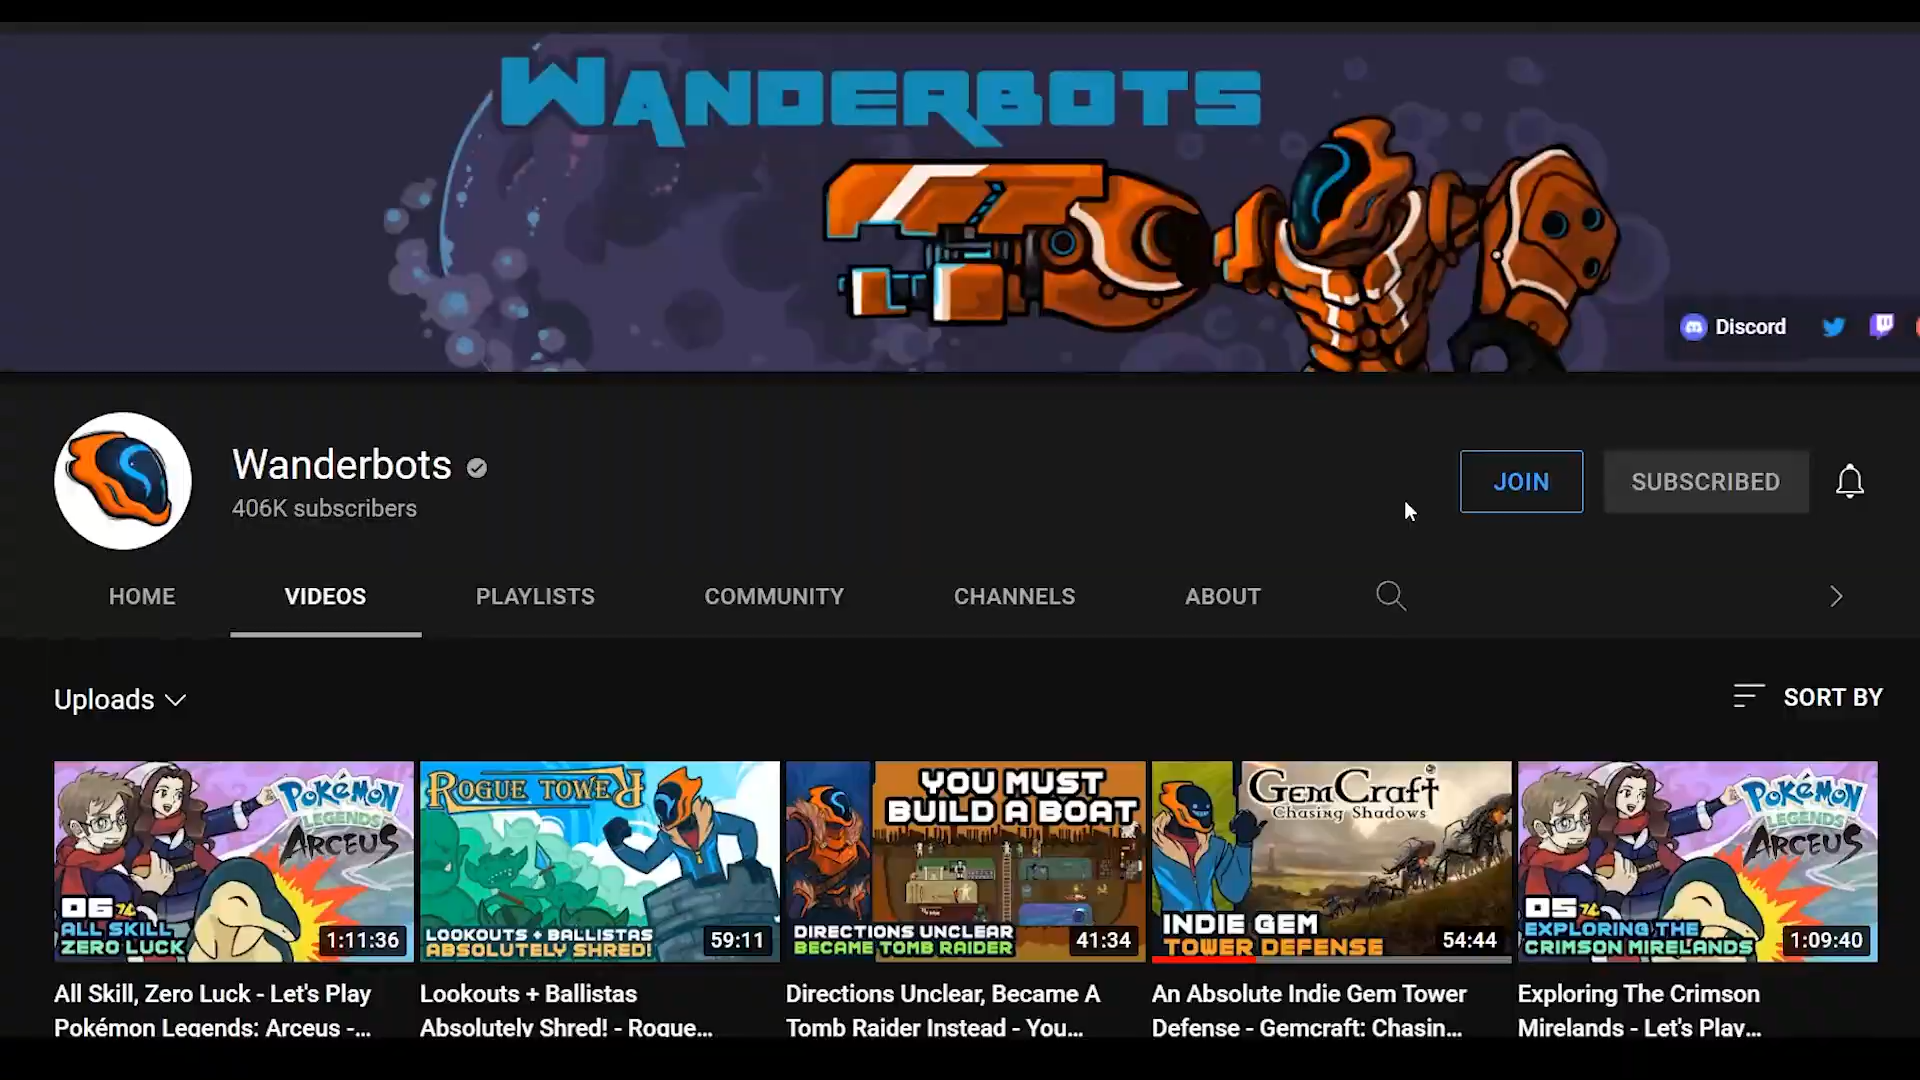 WANDERBOTS
Discord
Wanderbots
406K subscribers
JOIN
SUBSCRIBED
HOME
VIDEOS
PLAYLISTS
COMMUNITY
CHANNELS
ABOUT
Uploads
SORT BY
POKéMON
LEGENDS
ARCEUS
06
ALL SKILL
ZERO LUCK
1:11:36
ROGUE TOWER
LOOKOUTS + BALLISTAS
ABSOLUTELY SHRED!
59:11
YOU MUST
BUILD A BOAT
DIRECTIONS UNCLEAR
BECAME TOMB RAIDER
41:34
GemCraft
Chasing Shadows
INDIE GEM
TOWER DEFENSE
54:44
POKéMON
LEGENDS
ARCEUS
05
EXPLORING THE
CRIMSON MIRELANDS
1:09:40
All Skill, Zero Luck - Let's Play
Pokémon Legends: Arceus -...
Lookouts + Ballistas
Absolutely Shred! - Rogue...
Directions Unclear, Became A
Tomb Raider Instead - You...
An Absolute Indie Gem Tower
Defense - Gemcraft: Chasin...
Exploring The Crimson
Mirelands - Let's Play...